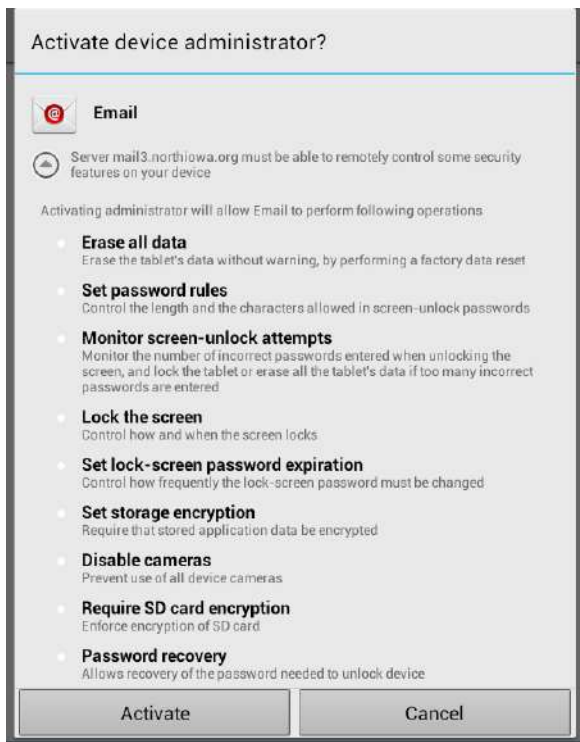 Activate device administrator?
Email
Server mail3.northiowa.org must be able to remotely control some security
features on your device
Activating administrator will allow Email to perform following operations
Erase all data
Erase the tablet's data without warning, by performing a factory data reset
Set password rules
Control the length and the characters allowed in screen-unlock passwords
Monitor screen-unlock attempts
Monitor the number of incorrect passwords entered when unlocking the
screen, and lock the tablet or erase all the tablet's data if too many incorrect
passwords are entered
Lock the screen
Control how and when the screen locks
Set lock-screen password expiration
Control how frequently the lock-screen password must be changed
Set storage encryption
Require that stored application data be encrypted
Disable cameras
Prevent use of all device cameras
Require SD card encryption
Enforce encryption of SD card
Password recovery
Allows recovery of the password needed to unlock device
Activate
Cancel